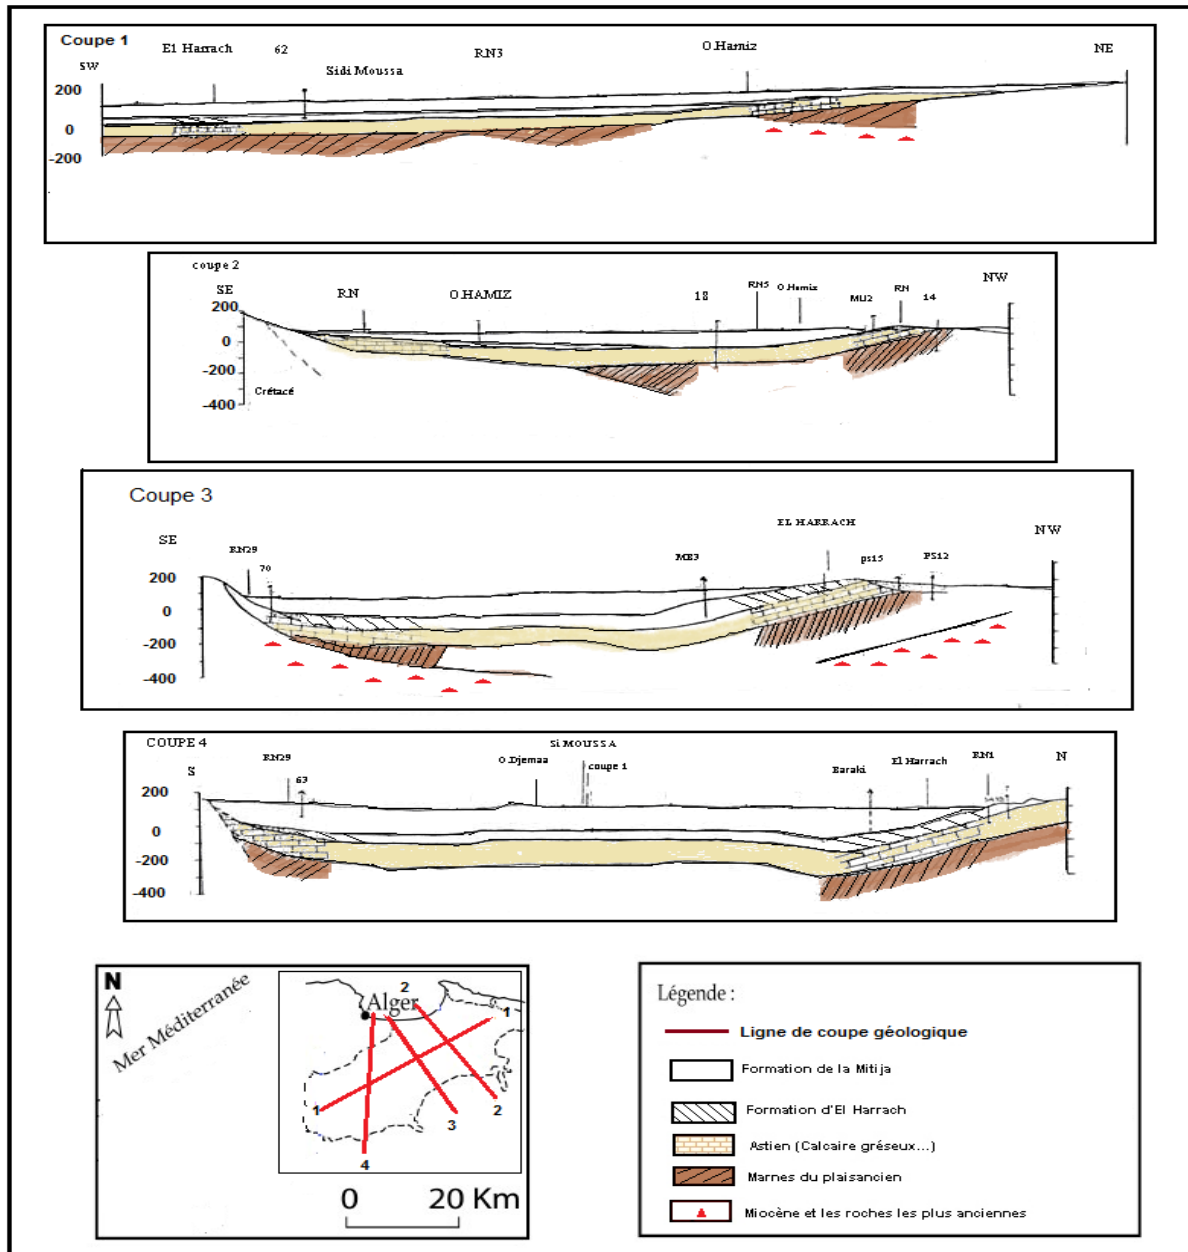 Coupe 1
SW
El Harrach
62
Sidi Moussa
RN3
O.Hamiz
NE
200
0
-200
coupe 2
SE
RN
O.HAMIZ
18
RN5
O.Hamiz
MU2
RN
14
NW
200
0
-200
-400
Crétacé
Coupe 3
SE
RN29
70
MB3
EL HARRACH
ps15
PS12
NW
200
0
-200
-400
COUPE 4
S
RN29
63
O.Djemaa
Si MOUSSA
coupe 1
Baraki
El Harrach
RN1
N
200
0
-200
-400
N
Mer Méditerranée
Alger
2
1
1
2
3
4
0 20 Km
Légende :
Ligne de coupe géologique
Formation de la Mitija
Formation d'El Harrach
Astien (Calcaire gréseux...)
Marnes du plaisancien
Miocène et les roches les plus anciennes